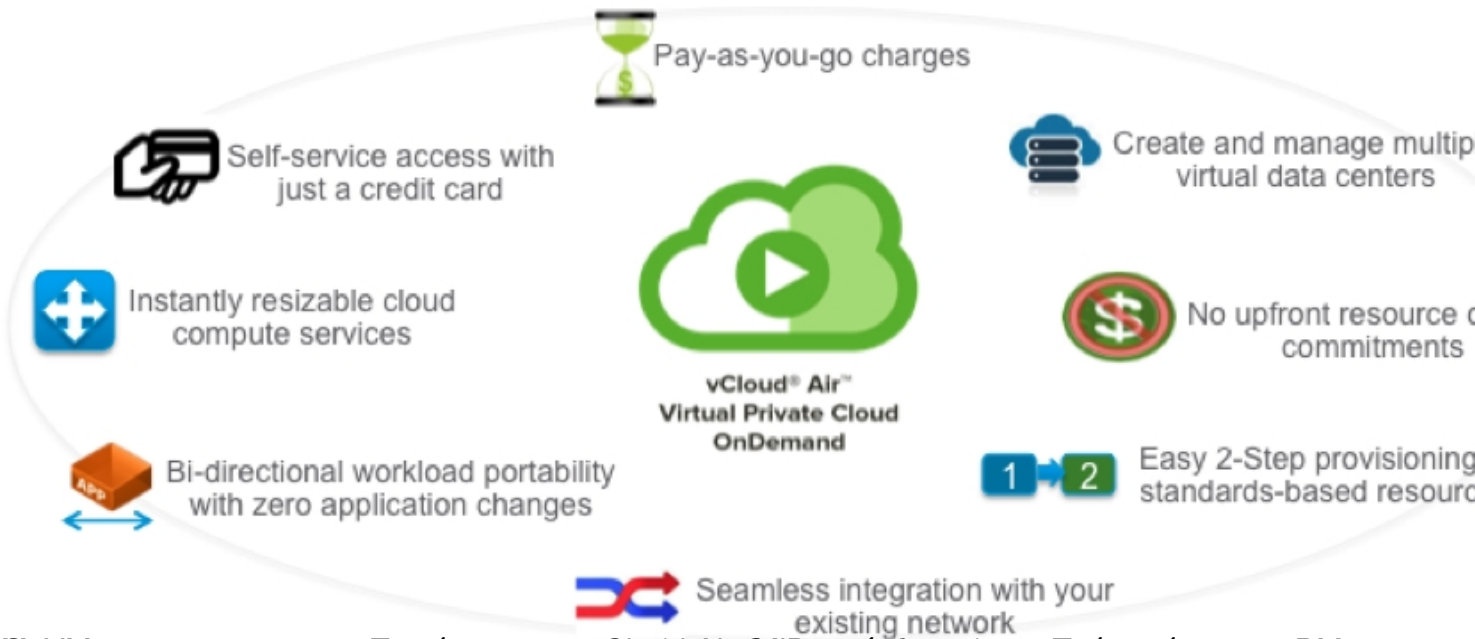 Pay-as-you-go charges
Self-service access with
just a credit card
Create and manage
virtual data centers
Instantly resizable cloud
compute services
No upfront resource
commitments
vCloud® Air™
Virtual Private Cloud
OnDemand
APP
Bi-directional workload portability
with zero application changes
1 2
Easy 2-Step provisioning
standards-based
Seamless integration with your
existing network